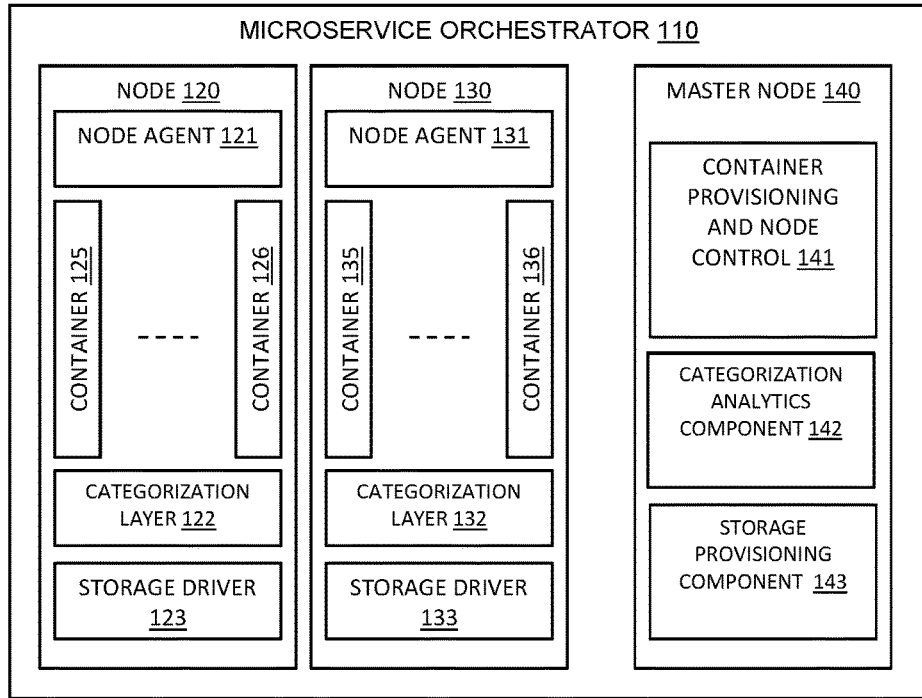 MICROSERVICE ORCHESTRATOR 110
NODE 120
NODE AGENT 121
CONTAINER 125
CONTAINER 126
CATEGORIZATION
LAYER 122
STORAGE DRIVER
123
NODE 130
NODE AGENT 131
CONTAINER 135
CONTAINER 136
CATEGORIZATION
LAYER 132
STORAGE DRIVER
133
MASTER NODE 140
CONTAINER
PROVISIONING
AND NODE
CONTROL 141
CATEGORIZATION
ANALYTICS
COMPONENT 142
STORAGE
PROVISIONING
COMPONENT 143